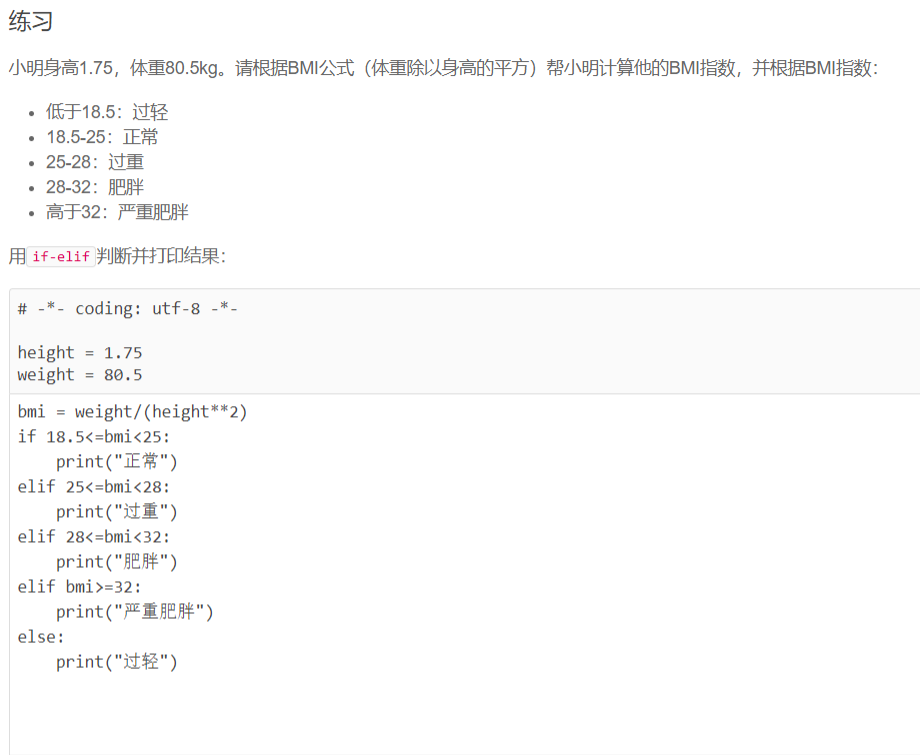 练习
小明身高1.75，体重80.5kg。请根据BMI公式（体重除以身高的平方）帮小明计算他的BMI指数，并根据BMI指数：
低于18.5：过轻
18.5-25：正常
25-28：过重
28-32：肥胖
高于32：严重肥胖
用if-elif判断并打印结果：
# -*- coding: utf-8 -*-
height = 1.75
weight = 80.5
bmi = weight/(height**2)
if 18.5<=bmi<25:
    print("正常")
elif 25<=bmi<28:
    print("过重")
elif 28<=bmi<32:
    print("肥胖")
elif bmi>=32:
    print("严重肥胖")
else:
    print("过轻")